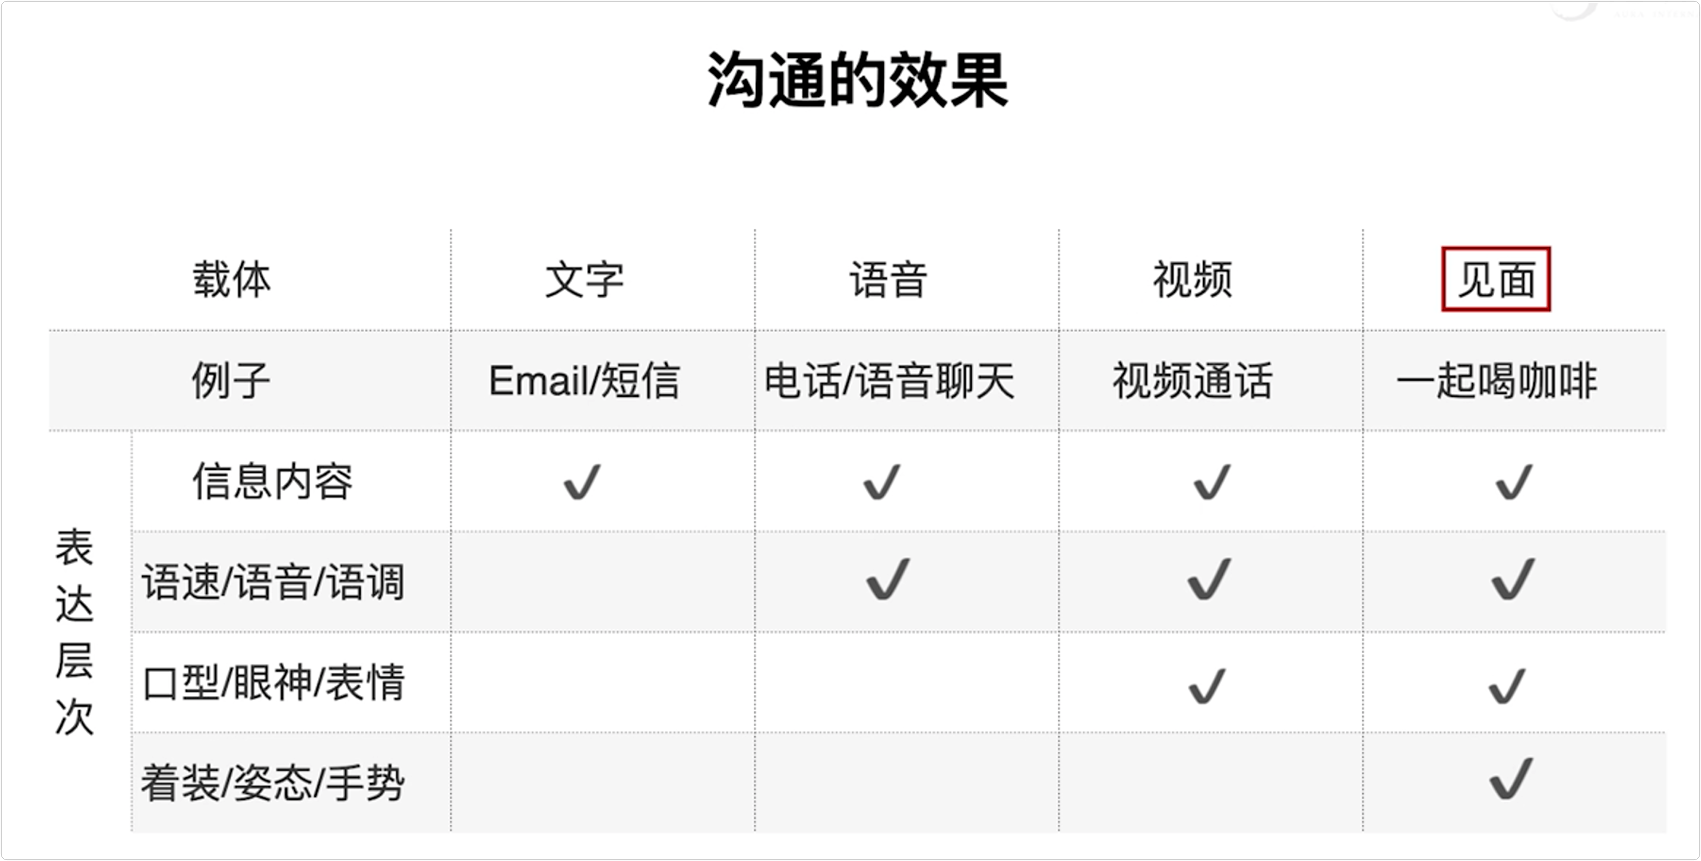 沟通的效果
载体 文字 语音 视频 见面
例子 Email/短信 电话/语音聊天 视频通话 一起喝咖啡
表达层次
信息内容 ✓ ✓ ✓ ✓
语速/语音/语调 ✓ ✓ ✓
口型/眼神/表情 ✓ ✓
着装/姿态/手势 ✓